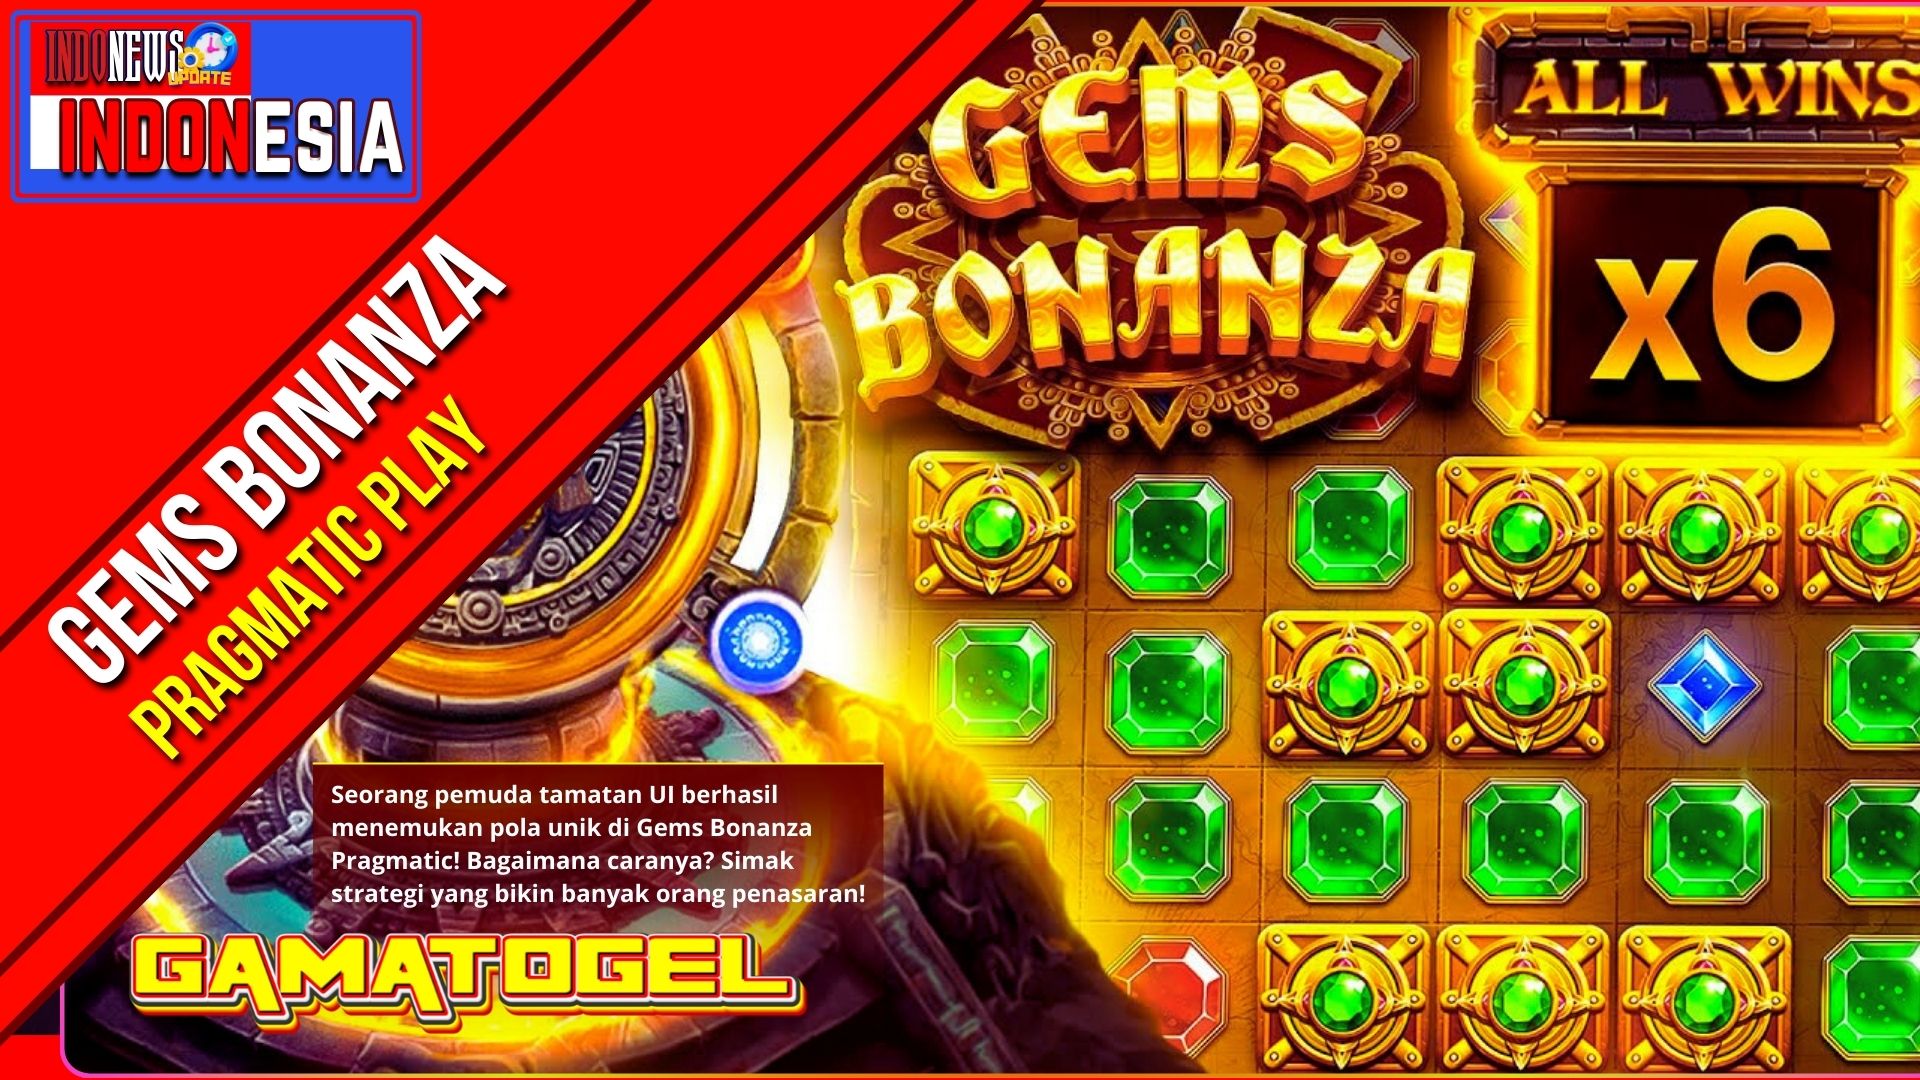 INDONEWS
UPDATE
INDONESIA
GEMS BONANZA
PRAGMATIC PLAY
GEMS
BONANZA
ALL WINS
x6
Seorang pemuda tamatan UI berhasil
menemukan pola unik di Gems Bonanza
Pragmatic! Bagaimana caranya? Simak
strategi yang bikin banyak orang penasaran!
GAMATOGEL